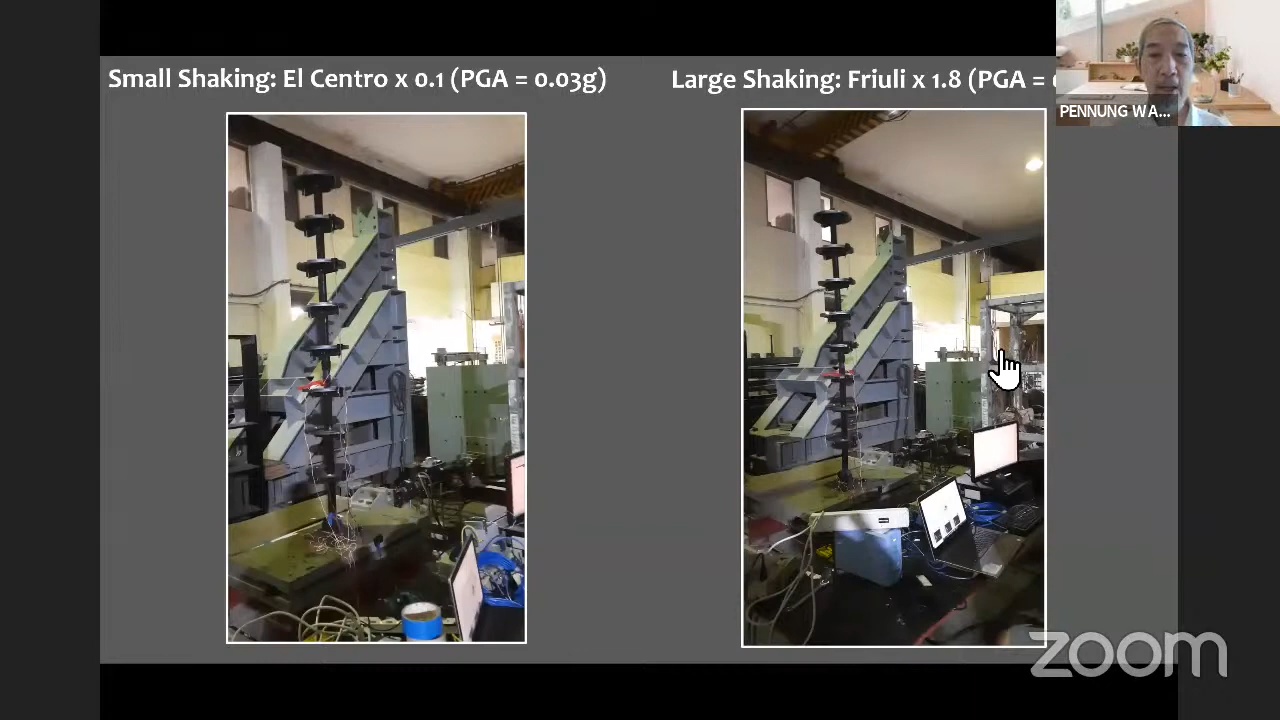 Small Shaking: El Centro x 0.1 (PGA = 0.03g)
Large Shaking: Friuli x 1.8 (PGA =
PENNUNG WA...
zoom